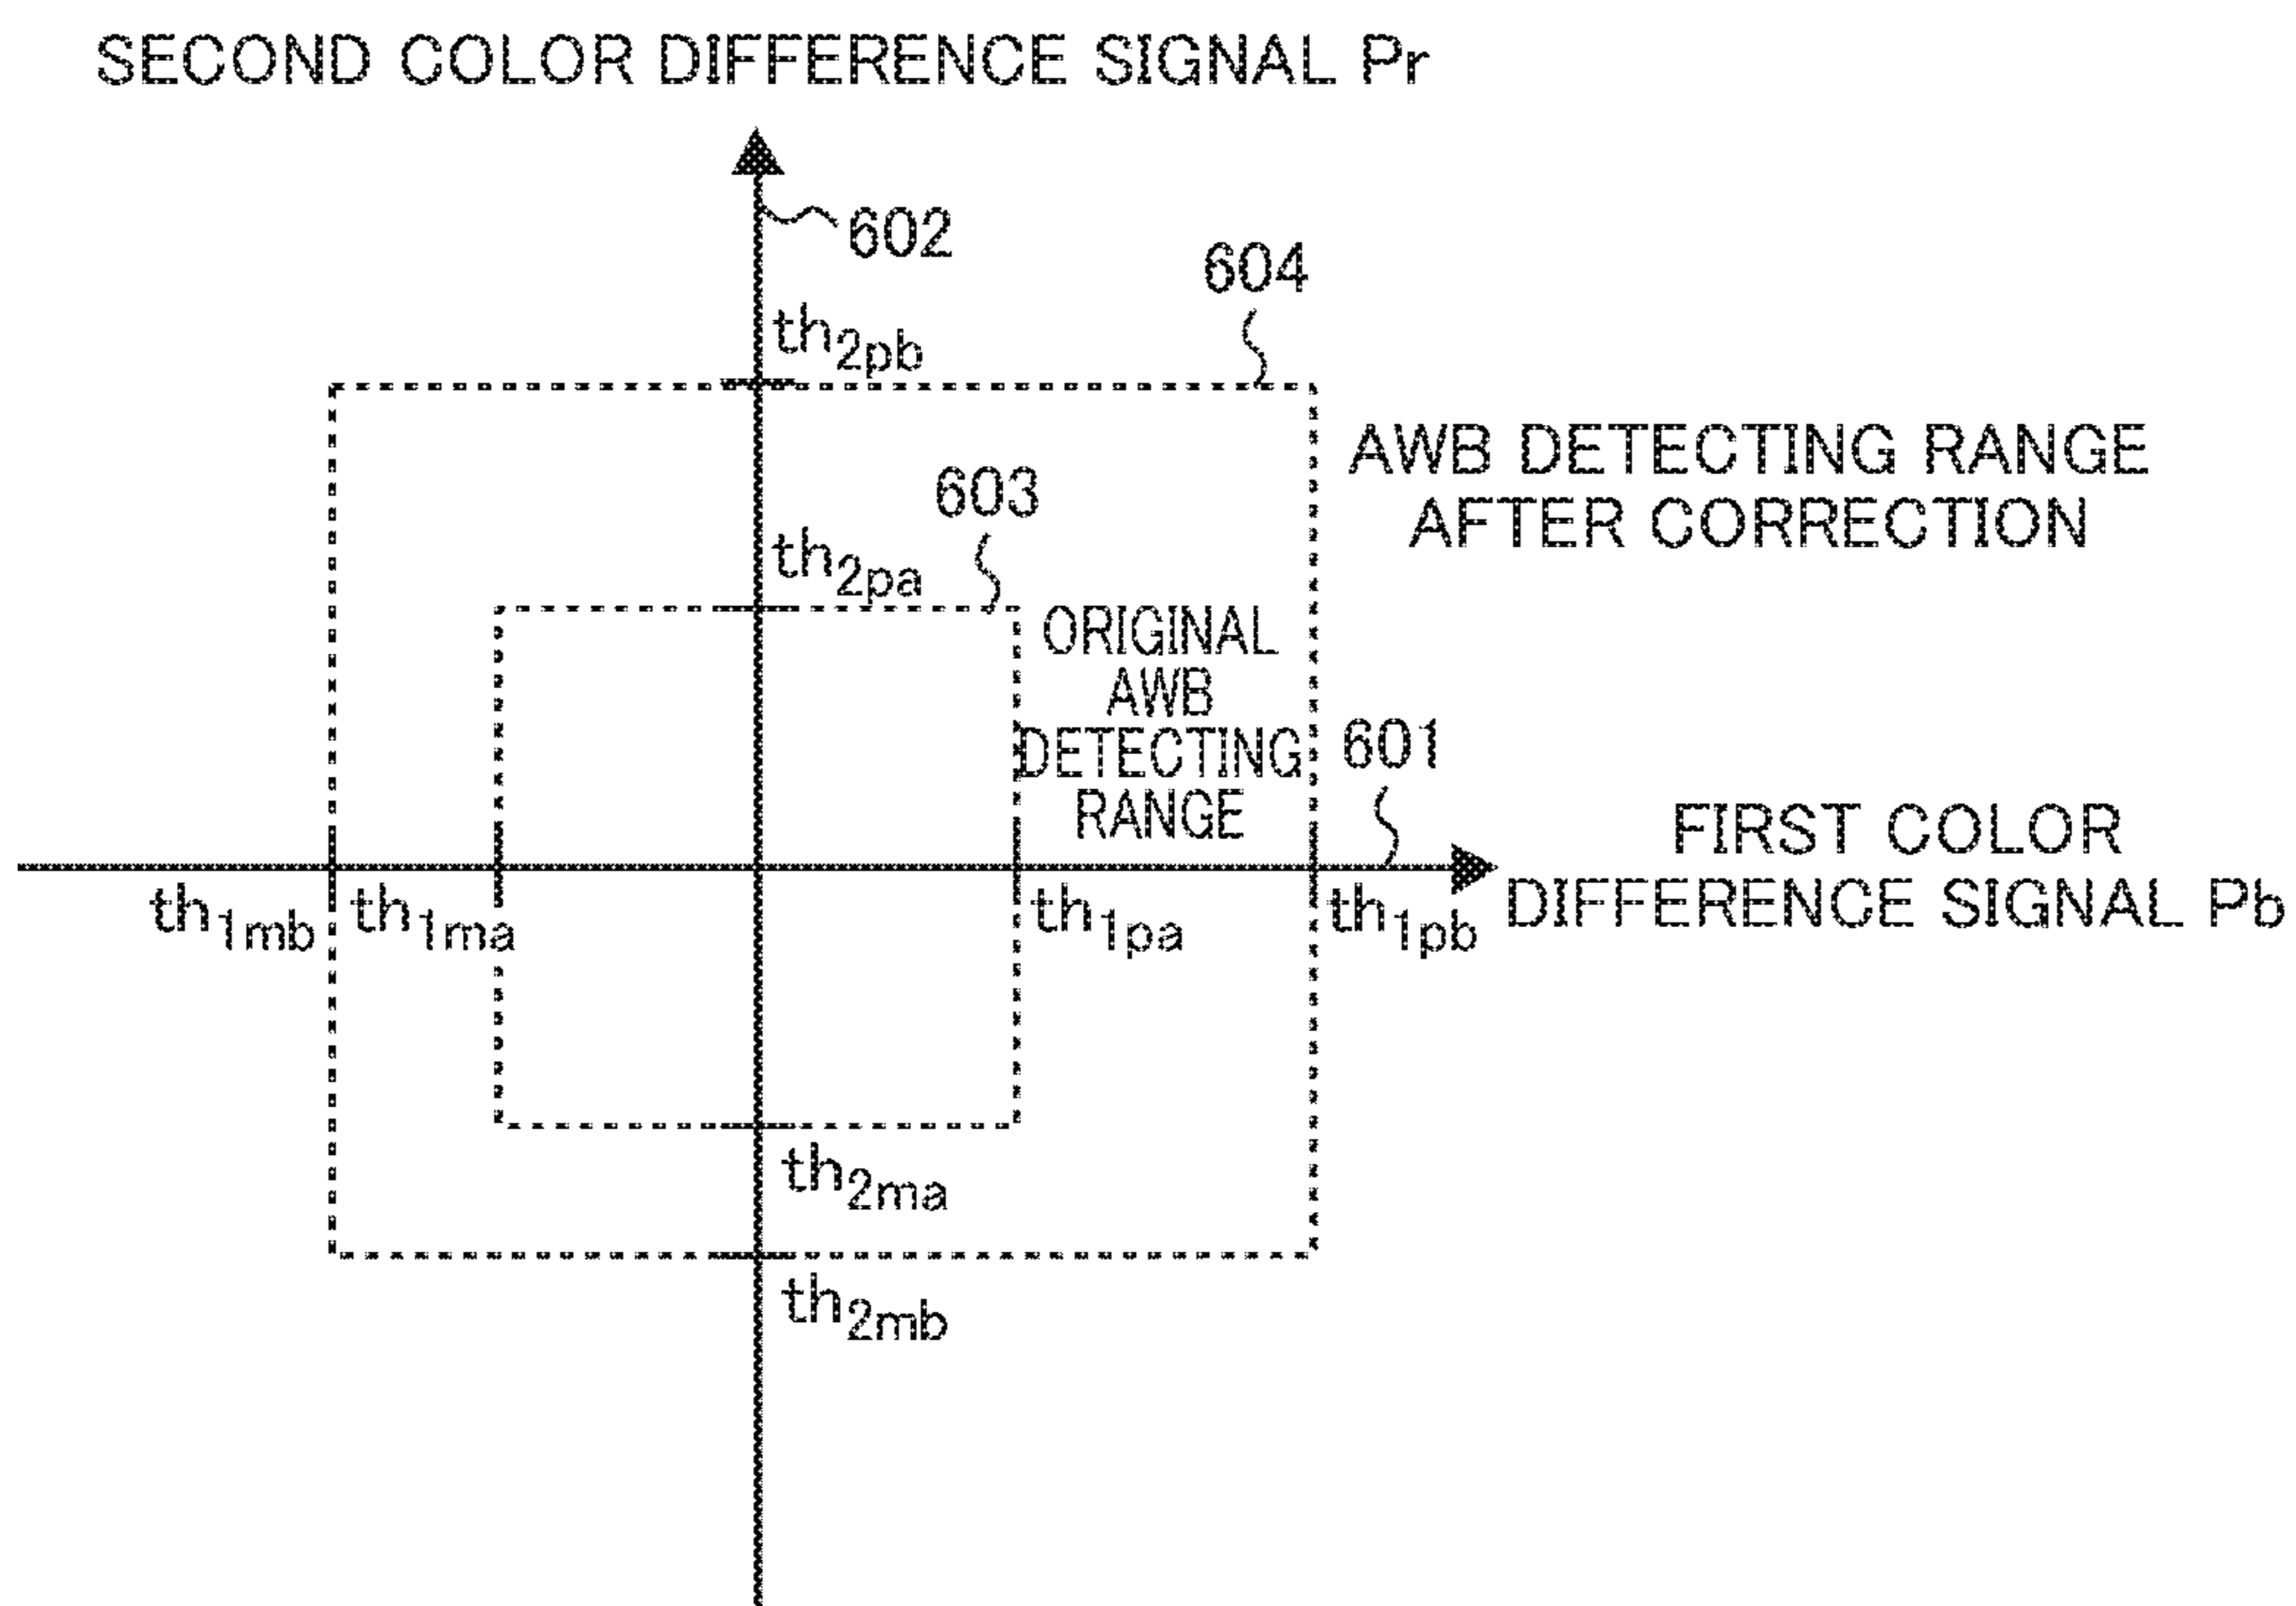 SECOND COLOR DIFFERENCE SIGNAL Pr
602
604
th2pb
AWB DETECTING RANGE
AFTER CORRECTION
603
th2pa
ORIGINAL
AWB
DETECTING
RANGE
601
FIRST COLOR
DIFFERENCE SIGNAL Pb
th1mb
th1ma
th1pa
th1pb
th2ma
th2mb